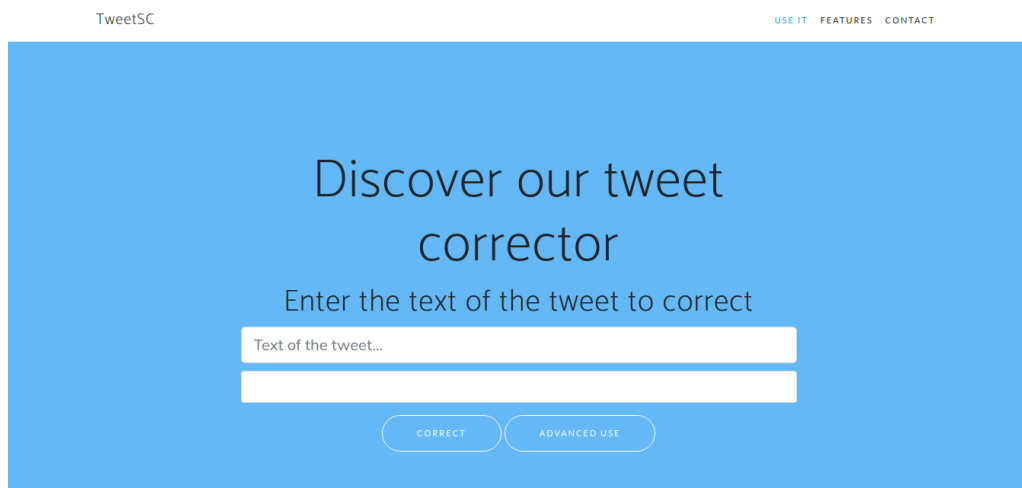 TweetSC
USE IT FEATURES CONTACT
Discover our tweet
corrector
Enter the text of the tweet to correct
Text of the tweet...
CORRECT ADVANCED USE